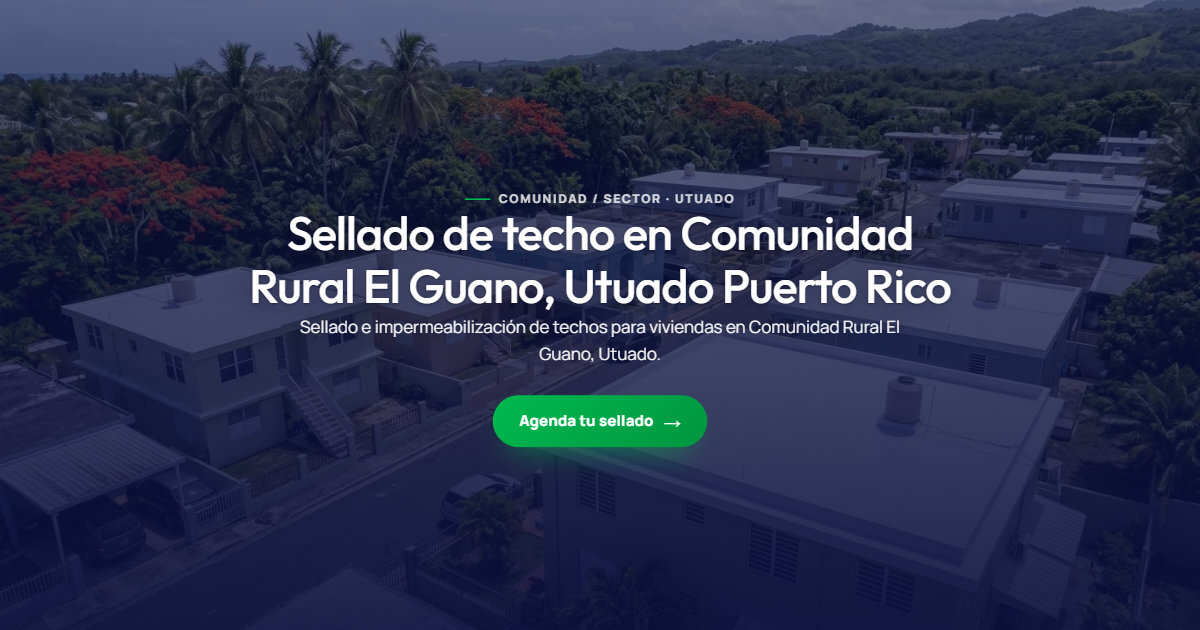 COMUNIDAD / SECTOR · UTUADO
Sellado de techo en Comunidad
Rural El Guano, Utuado Puerto Rico
Sellado e impermeabilización de techos para viviendas en Comunidad Rural El
Guano, Utuado.
Agenda tu sellado →